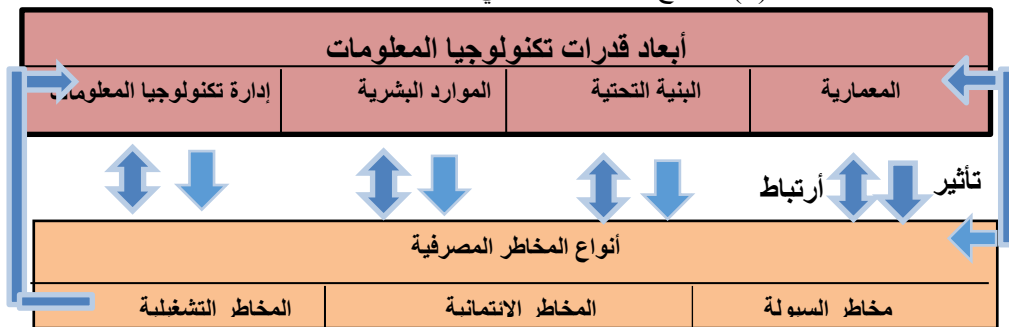 أبعاد قدرات تكنولوجيا المعلومات
المعمارية البنية التحتية الموارد البشرية إدارة تكنولوجيا المعلومات
تأثير أرتباط
أنواع المخاطر المصرفية
مخاطر السيولة المخاطر الائتمانية المخاطر التشغيلية